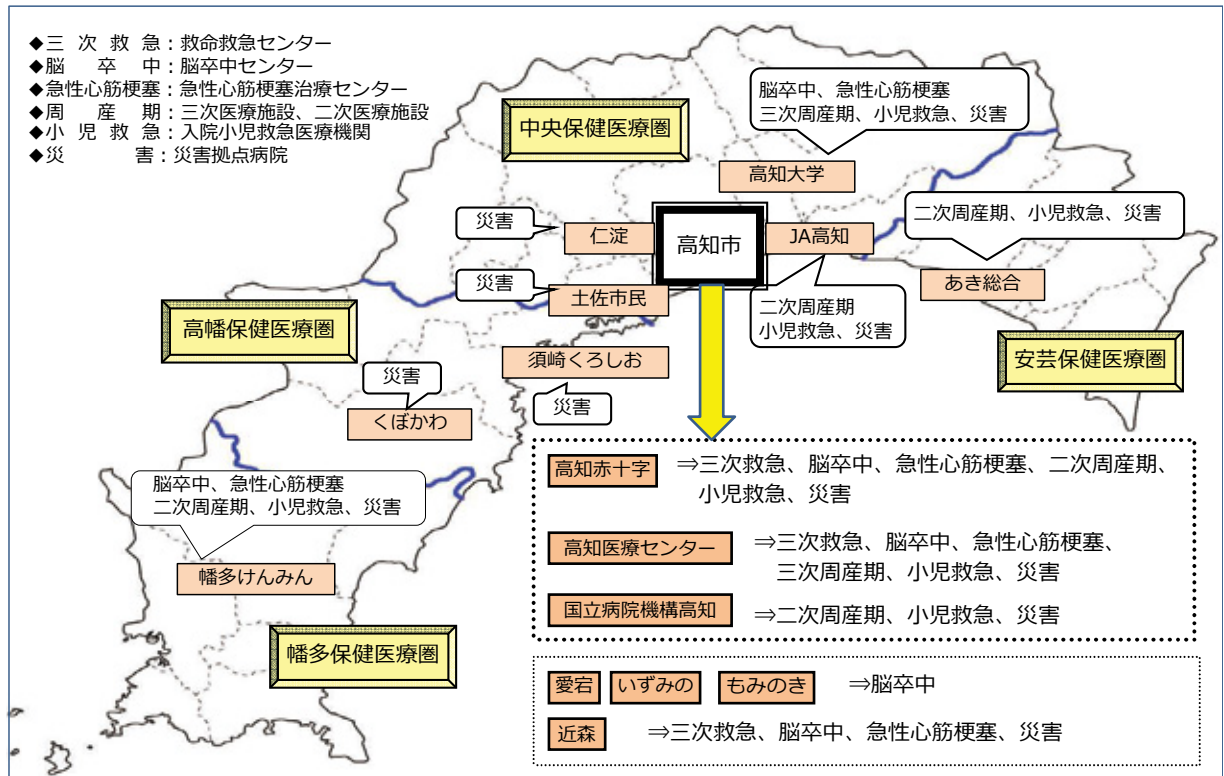 ◆三次救急：救命救急センター
◆脳卒中：脳卒中センター
◆急性心筋梗塞：急性心筋梗塞治療センター
◆周産期：三次医療施設、二次医療施設
◆小児救急：入院小児救急医療機関
◆災害：災害拠点病院
中央保健医療圏
脳卒中、急性心筋梗塞
三次周産期、小児救急、災害
高知大学
二次周産期、小児救急、災害
あき総合
災害
仁淀
高知市
JA高知
災害
土佐市民
二次周産期
小児救急、災害
高幡保健医療圏
須崎くろしお
災害
安芸保健医療圏
災害
くぼかわ
脳卒中、急性心筋梗塞
二次周産期、小児救急、災害
幡多けんみん
幡多保健医療圏
高知赤十字 ⇒三次救急、脳卒中、急性心筋梗塞、二次周産期、
小児救急、災害
高知医療センター ⇒三次救急、脳卒中、急性心筋梗塞、
三次周産期、小児救急、災害
国立病院機構高知 ⇒二次周産期、小児救急、災害
愛宕 いずみの もみのき ⇒脳卒中
近森 ⇒三次救急、脳卒中、急性心筋梗塞、災害